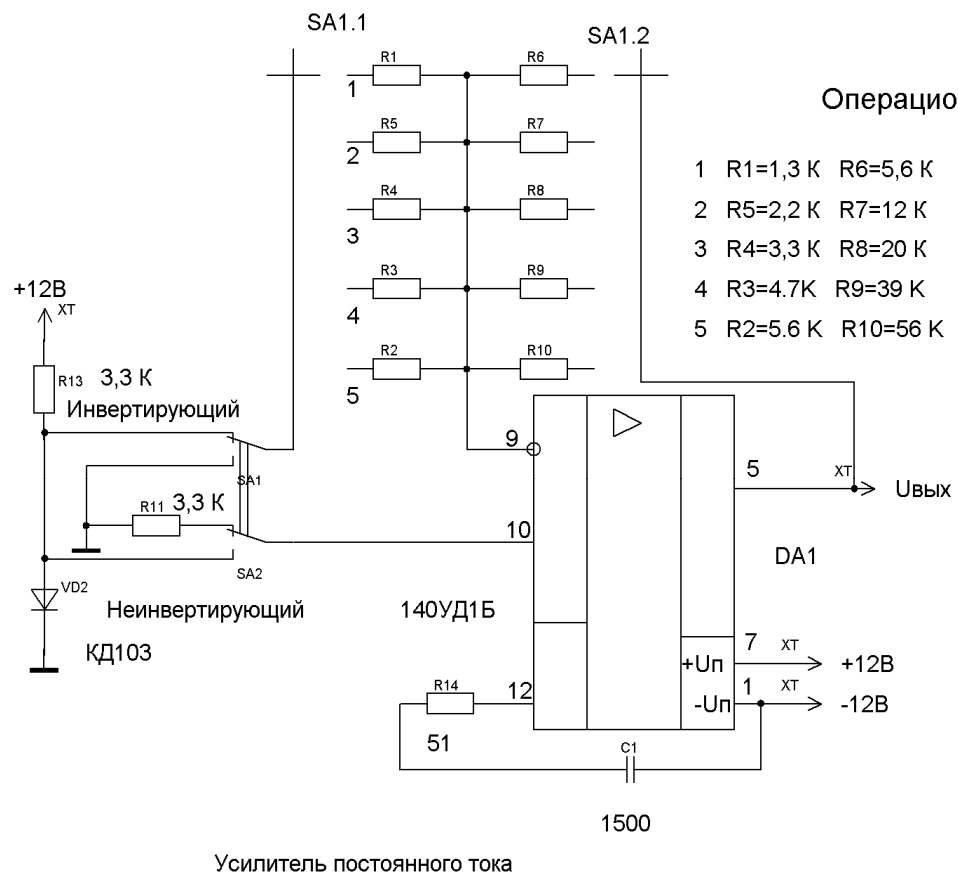 SA1.1
SA1.2
R1
R6
1
Операцио
R5
R7
2
1 R1=1,3 К R6=5,6 К
R4
R8
2 R5=2,2 К R7=12 К
3
3 R4=3,3 К R8=20 К
R3
R9
4 R3=4.7K R9=39 K
+12В
XT
4
5 R2=5.6 K R10=56 K
R2
R10
R13 3,3 К
5
Инвертирующий
9
5
XT
SA1
Uвых
R11 3,3 К
10
SA2
DA1
VD2
Неинвертирующий
140УД1Б
КД103
7 XT
+Uп
+12В
R14
12
1 XT
-Uп
-12В
51
C1
1500
Усилитель постоянного тока